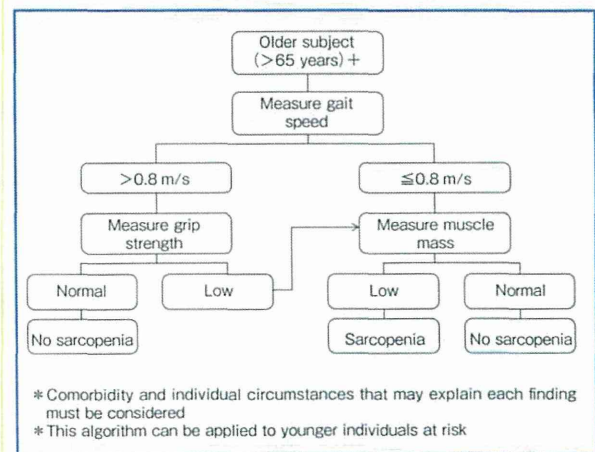 Older subject
(>65 years)+
Measure gait
speed
>0.8 m/s
≦0.8 m/s
Measure grip
strength
Measure muscle
mass
Normal
Low
Low
Normal
No sarcopenia
Sarcopenia
No sarcopenia
* Comorbidity and individual circumstances that may explain each finding
must be considered
* This algorithm can be applied to younger individuals at risk